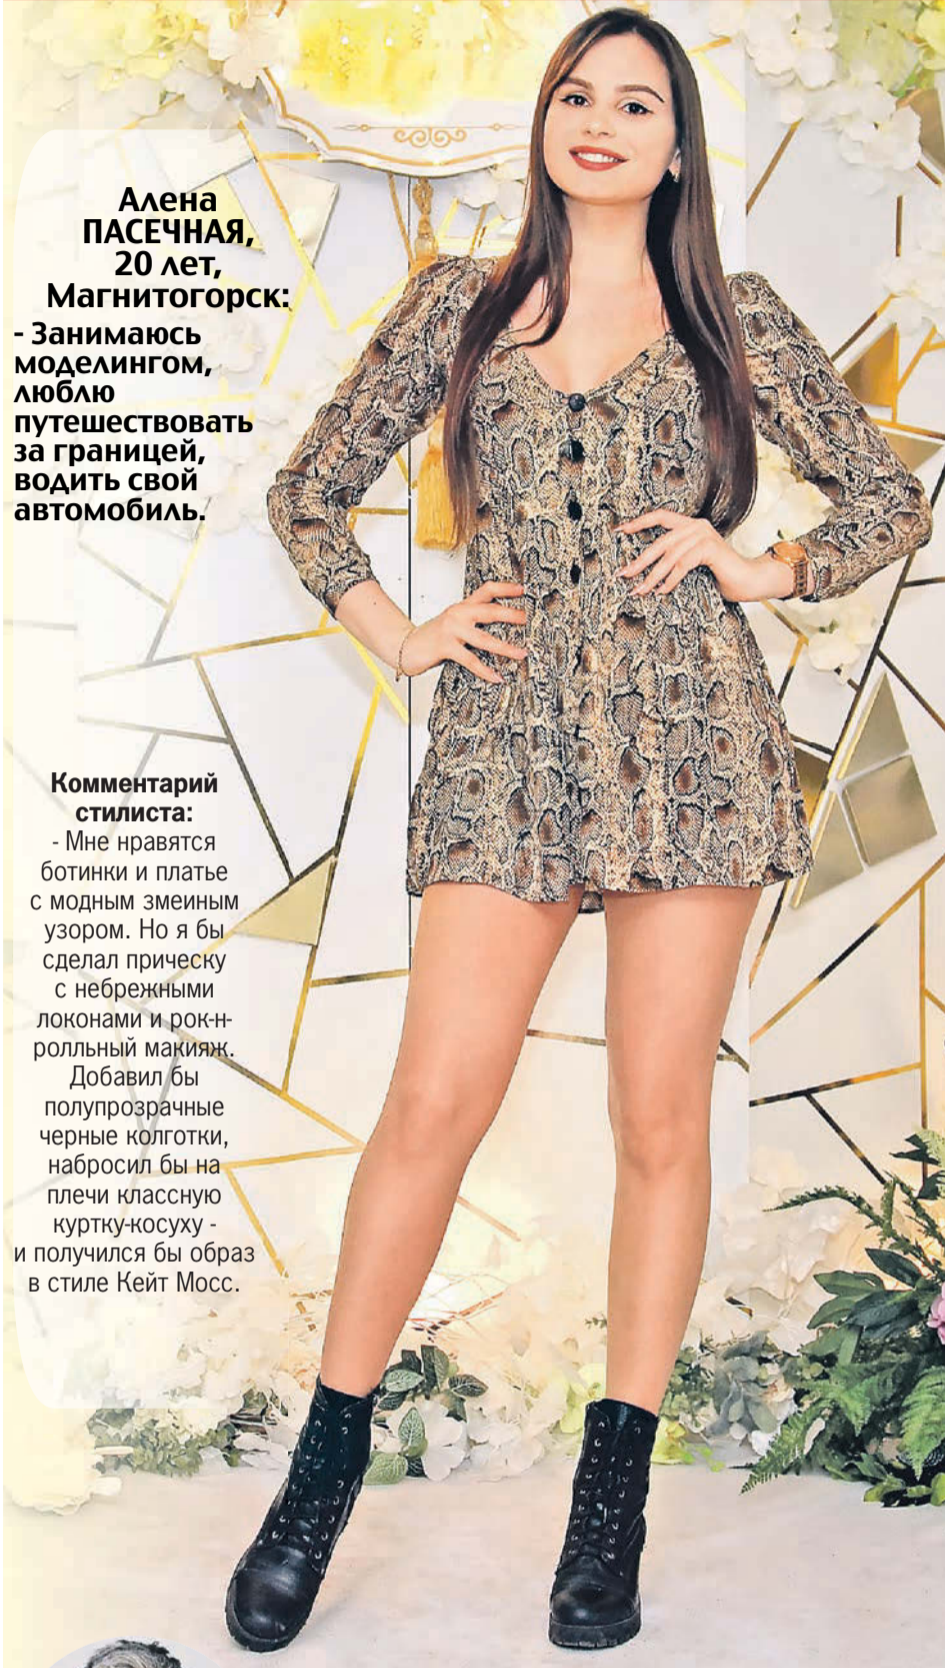 Алена
ПАСЕЧНАЯ,
20 лет,
Магнитогорск:
- Занимаюсь
моделингом,
люблю
путешествовать
за границей,
водить свой
автомобиль.
Комментарий
стилиста:
- Мне нравятся
ботинки и платье
с модным змеиным
узором. Но я бы
сделал прическу
с небрежными
локонами и рок-н-
ролльный макияж.
Добавил бы
полупрозрачные
черные колготки,
набросил бы на
плечи классную
куртку-косуху -
и получился бы образ
в стиле Кейт Мосс.